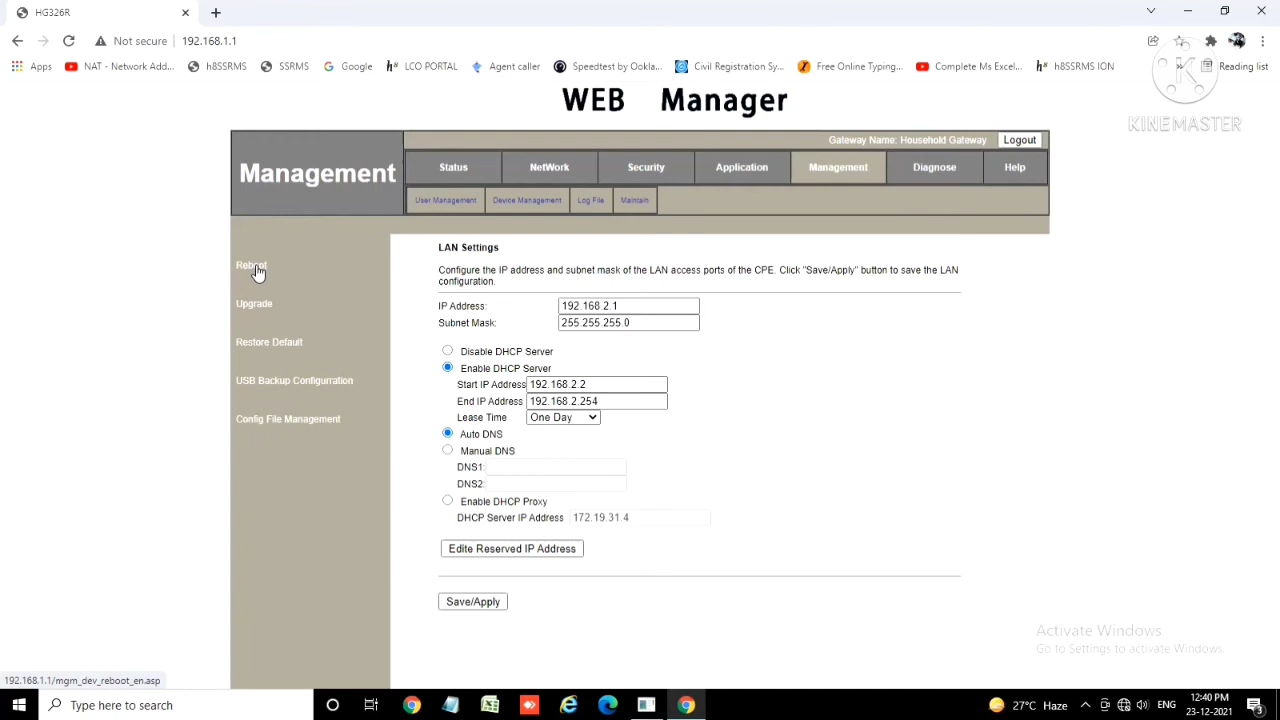 HG326R
Not secure 192.168.1.1
Apps NAT - Network Add... h8SSRMS SSRMS Google LCO PORTAL Agent caller Speedtest by Ookla... Civil Registration Sy... Free Online Typing... Complete Ms Excel... h8SSRMS ION Reading list
KINEMASTER
WEB Manager
Gateway Name: Household Gateway Logout
Management Status NetWork Security Application Management Diagnose Help
User Management Device Management Log File Maintain
Reboot
Upgrade
Restore Default
USB Backup Configurration
Config File Management
LAN Settings
Configure the IP address and subnet mask of the LAN access ports of the CPE. Click "Save/Apply" button to save the LAN
configuration.
IP Address: 192.168.2.1
Subnet Mask: 255.255.255.0
Disable DHCP Server
Enable DHCP Server
Start IP Address 192.168.2.2
End IP Address 192.168.2.254
Lease Time One Day
Auto DNS
Manual DNS
DNS1:
DNS2:
Enable DHCP Proxy
DHCP Server IP Address 172.19.31.4
Edite Reserved IP Address
Save/Apply
Activate Windows
Go to Settings to activate Windows.
192.168.1.1/mgm_dev_reboot_en.asp
Type here to search
27°C Haze ENG 12:40 PM
23-12-2021 3